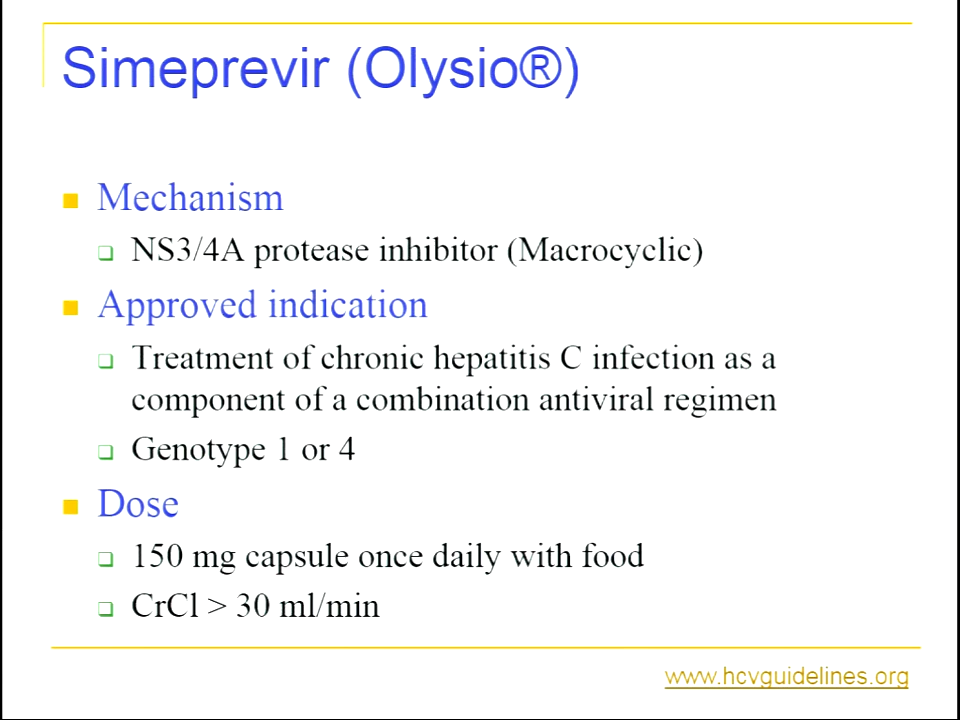 Simeprevir (Olysio®)
Mechanism
NS3/4A protease inhibitor (Macrocyclic)
Approved indication
Treatment of chronic hepatitis C infection as a
component of a combination antiviral regimen
Genotype 1 or 4
Dose
150 mg capsule once daily with food
CrCl > 30 ml/min
www.hcvguidelines.org